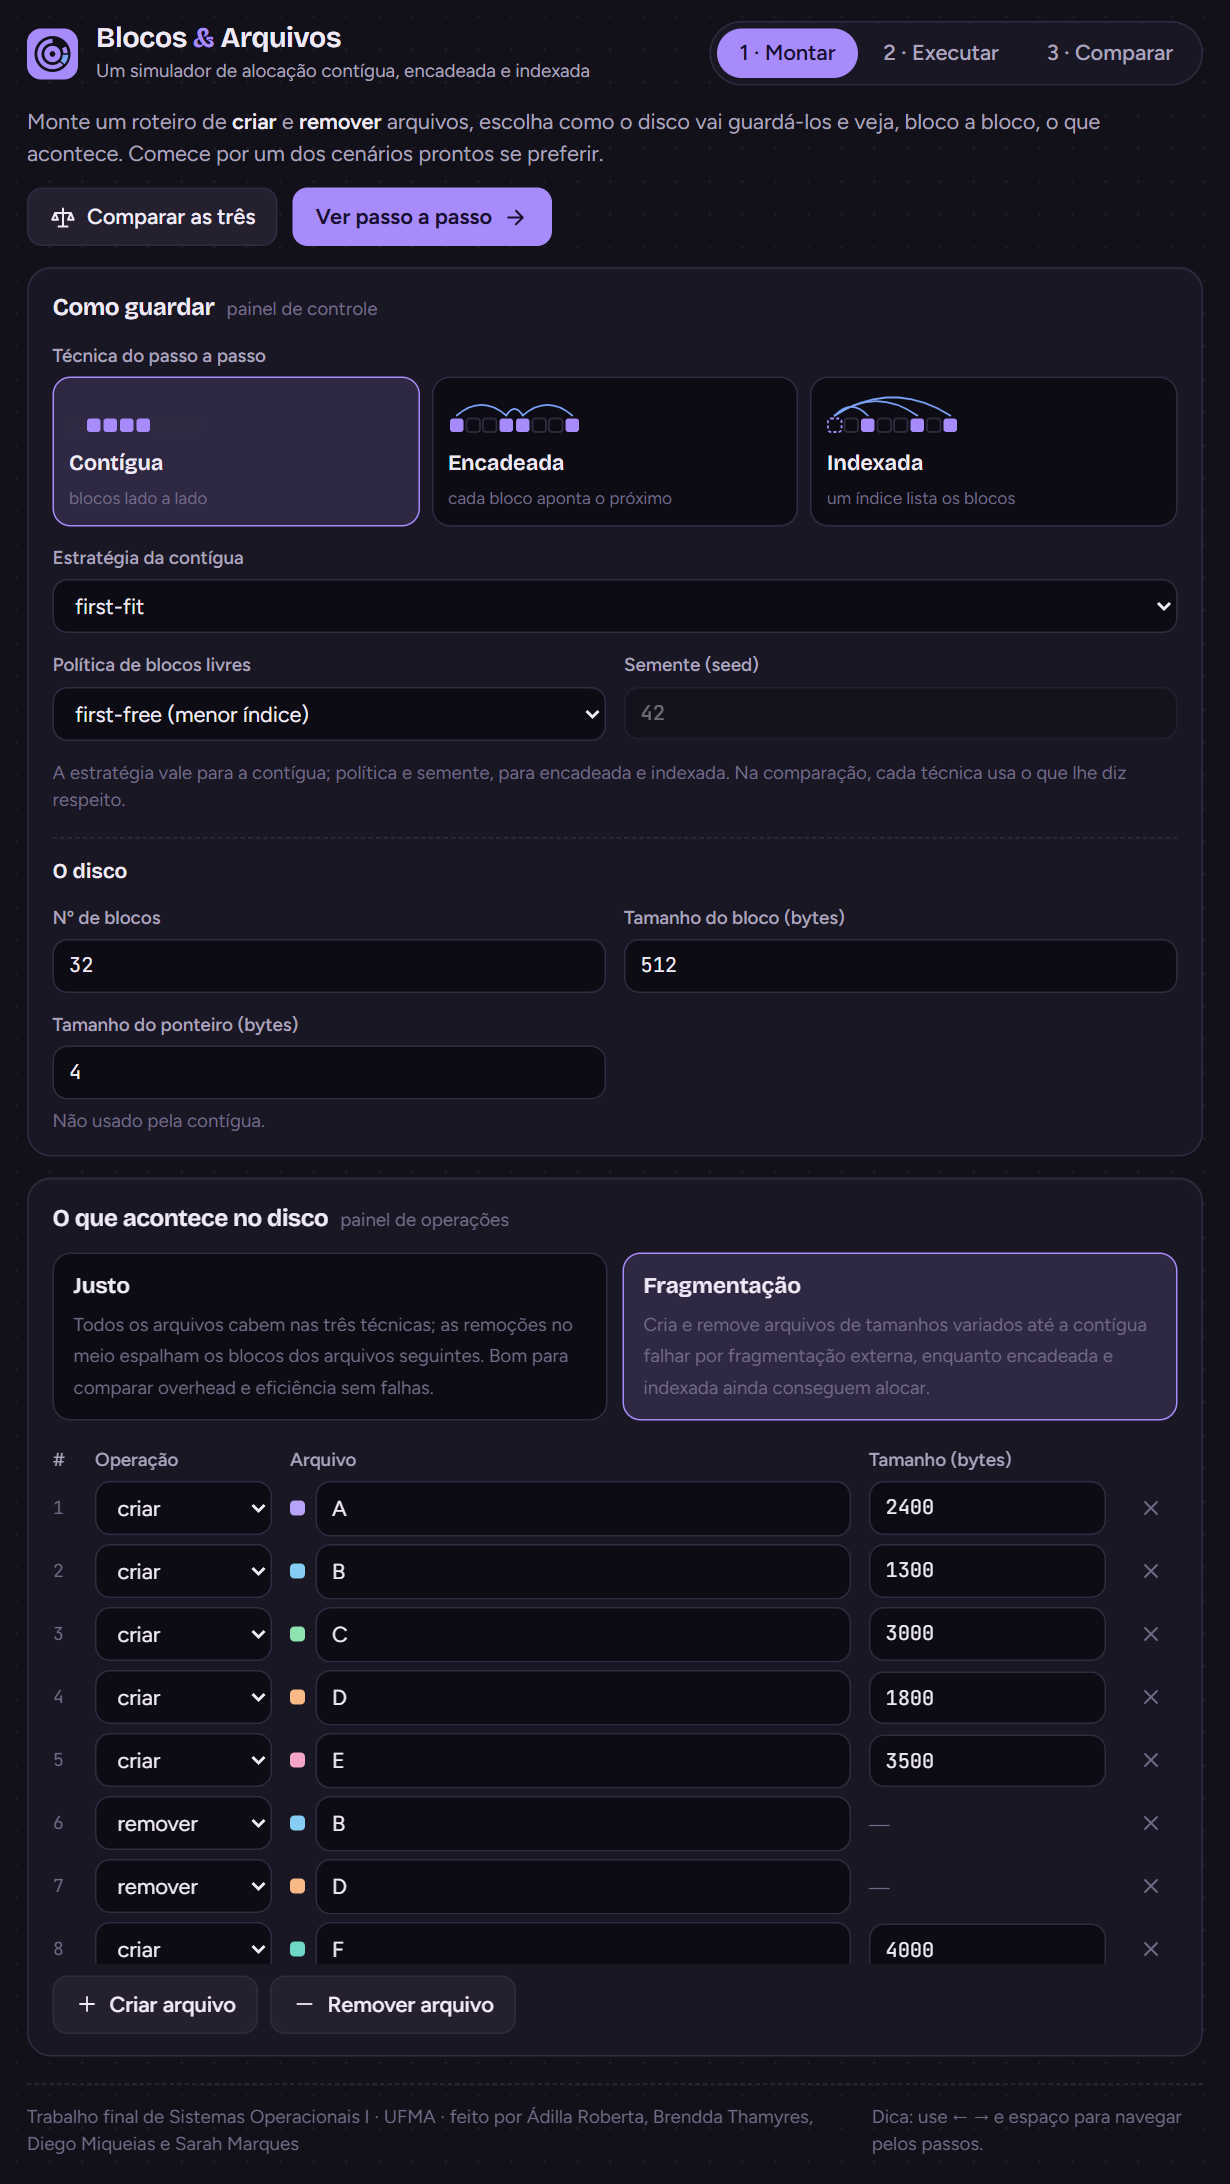 Blocos & Arquivos
Um simulador de alocação contígua, encadeada e indexada
1 · Montar
2 · Executar
3 · Comparar
Monte um roteiro de criar e remover arquivos, escolha como o disco vai guardá-los e veja, bloco a bloco, o que
acontece. Comece por um dos cenários prontos se preferir.
Comparar as três
Ver passo a passo →
Como guardar painel de controle
Técnica do passo a passo
Contígua
blocos lado a lado
Encadeada
cada bloco aponta o próximo
Indexada
um índice lista os blocos
Estratégia da contígua
first-fit
Política de blocos livres
Semente (seed)
first-free (menor índice)
42
A estratégia vale para a contígua; política e semente, para encadeada e indexada. Na comparação, cada técnica usa o que lhe diz
respeito.
O disco
Nº de blocos
Tamanho do bloco (bytes)
32
512
Tamanho do ponteiro (bytes)
4
Não usado pela contígua.
O que acontece no disco painel de operações
Justo
Todos os arquivos cabem nas três técnicas; as remoções no
meio espalham os blocos dos arquivos seguintes. Bom para
comparar overhead e eficiência sem falhas.
Fragmentação
Cria e remove arquivos de tamanhos variados até a contígua
falhar por fragmentação externa, enquanto encadeada e
indexada ainda conseguem alocar.
# Operação Arquivo Tamanho (bytes)
1 criar A 2400 ×
2 criar B 1300 ×
3 criar C 3000 ×
4 criar D 1800 ×
5 criar E 3500 ×
6 remover B — ×
7 remover D — ×
8 criar F 4000 ×
+ Criar arquivo
− Remover arquivo
Trabalho final de Sistemas Operacionais I · UFMA · feito por Ádilla Roberta, Brendda Thamyres,
Diego Miqueias e Sarah Marques
Dica: use ← → e espaço para navegar
pelos passos.